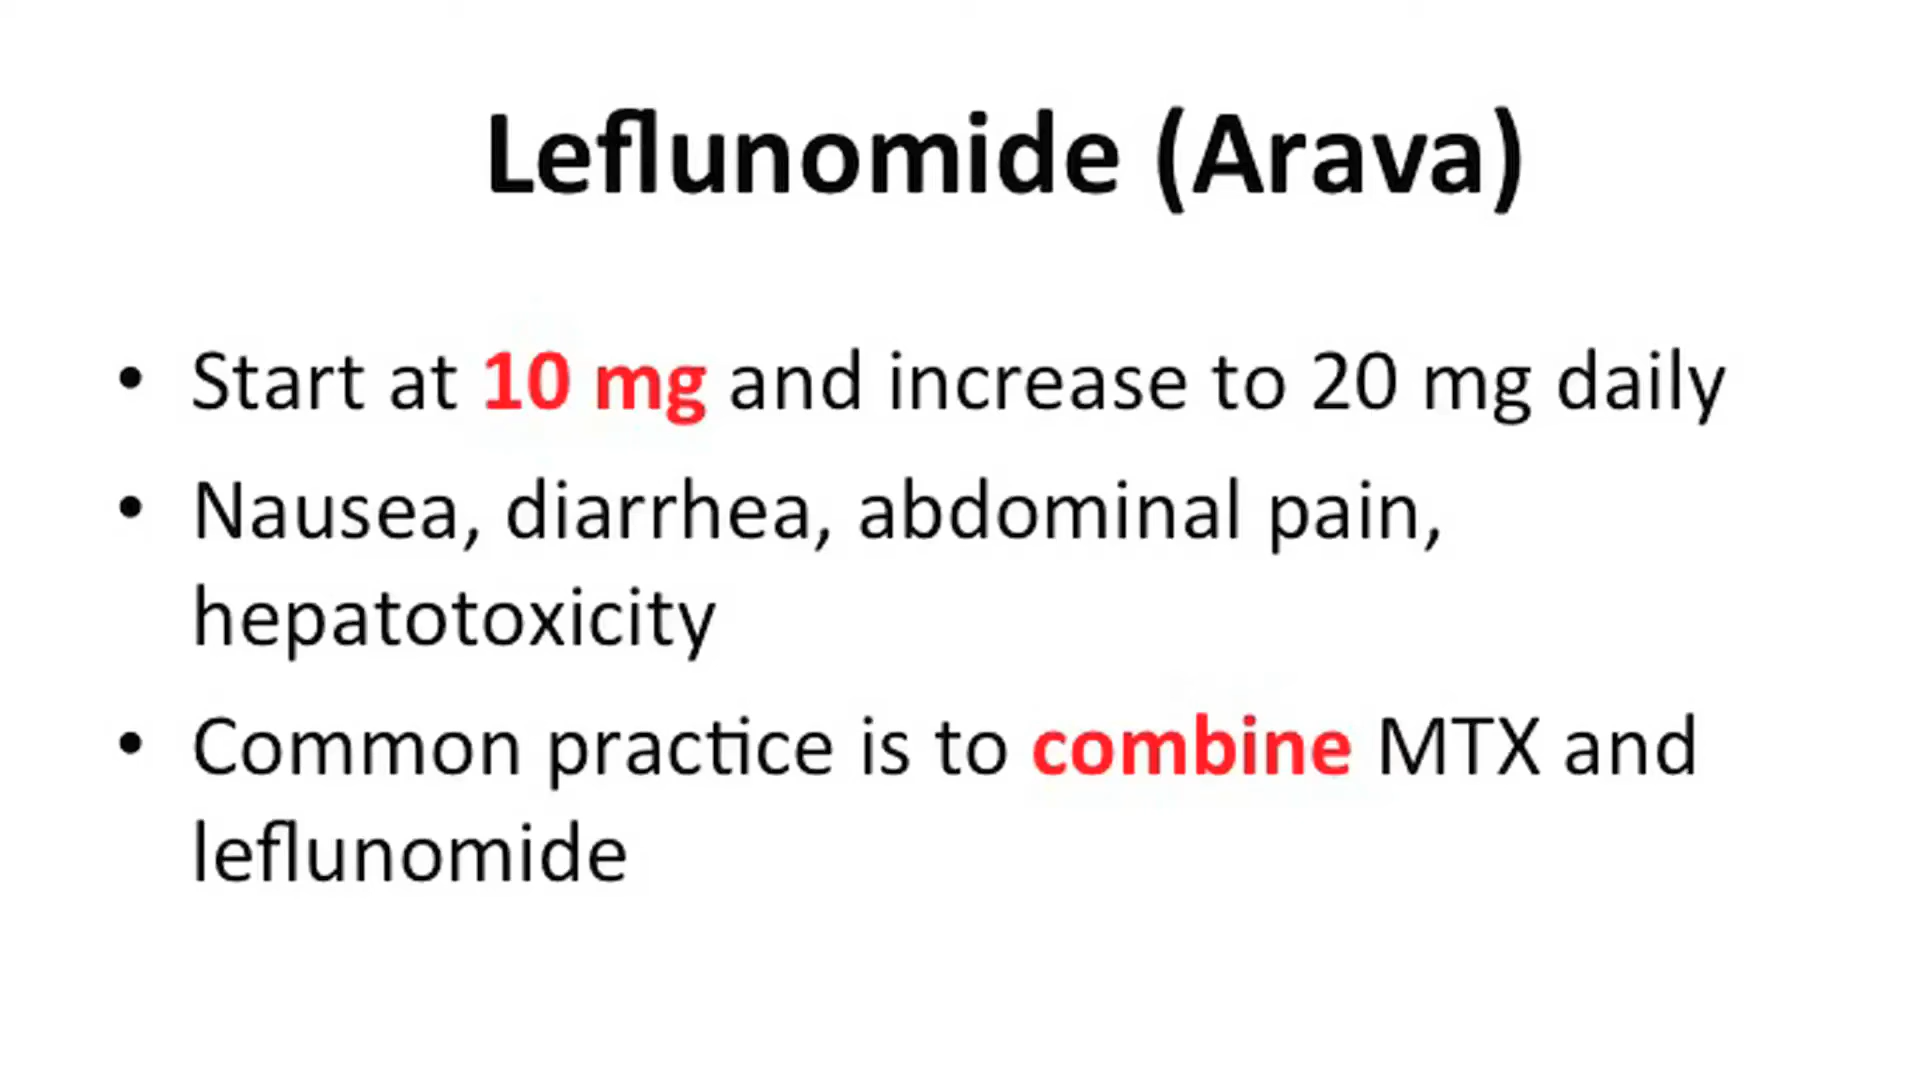 Leflunomide (Arava)
• Start at 10 mg and increase to 20 mg daily
• Nausea, diarrhea, abdominal pain,
hepatotoxicity
• Common practice is to combine MTX and
leflunomide